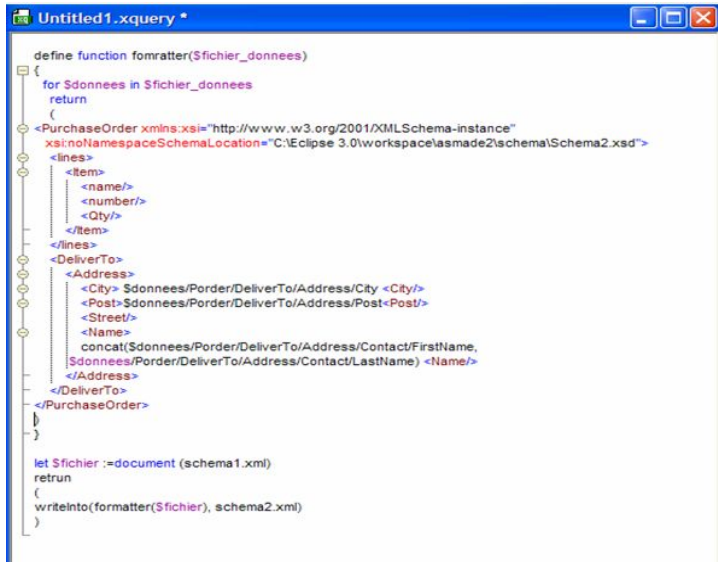 Untitled1.xquery *
define function fomratter($fichier_donnees)
{
for $donnees in $fichier_donnees
return
(
<PurchaseOrder xmlns:xsi="http://www.w3.org/2001/XMLSchema-instance"
xsi:noNamespaceSchemaLocation="C:\Eclipse 3.0\workspace\asmade2\schema\Schema2.xsd">
<lines>
<Item>
<name/>
<number/>
<Qty/>
</Item>
</lines>
<DeliverTo>
<Address>
<City> $donnees/Porder/DeliverTo/Address/City <City/>
<Post>$donnees/Porder/DeliverTo/Address/Post<Post/>
<Street/>
<Name>
concat($donnees/Porder/DeliverTo/Address/Contact/FirstName,
$donnees/Porder/DeliverTo/Address/Contact/LastName) <Name/>
</Address>
</DeliverTo>
</PurchaseOrder>
)
}
let $fichier :=document (schema1.xml)
retrun
(
writeInto(formatter($fichier), schema2.xml)
)